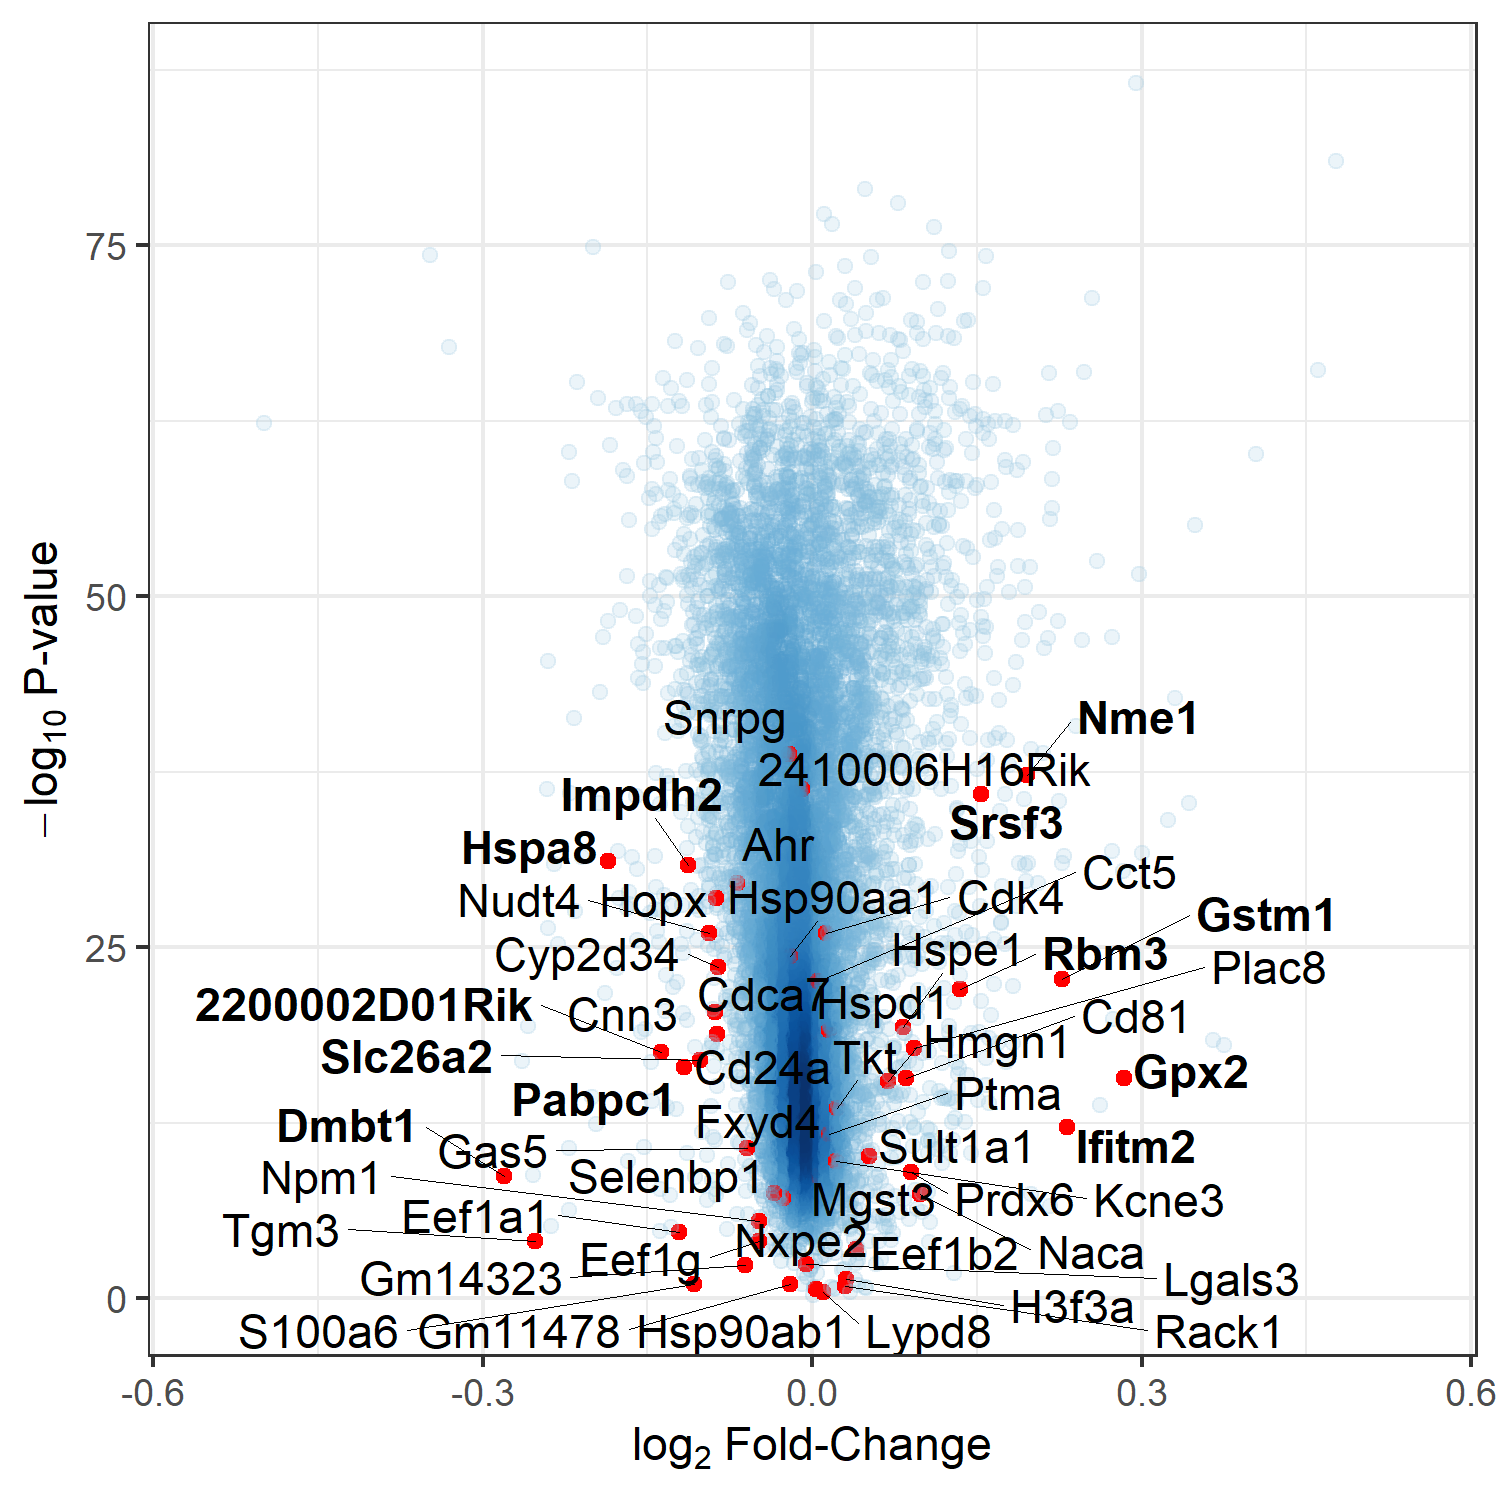 75
50
25
0
−log10 P-value
Snrpg
Nme1
2410006H16Rik
Impdh2
Srsf3
Hspa8
Ahr
Cct5
Nudt4
Hopx
Hsp90aa1
Cdk4
Gstm1
Cyp2d34
Hspe1
Rbm3
Plac8
2200002D01Rik
Cnn3
Cdca7
Hspd1
Cd81
Slc26a2
Cd24a
Tkt
Hmgn1
Gpx2
Pabpc1
Fxyd4
Ptma
Dmbt1
Gas5
Sult1a1
Ifitm2
Npm1
Selenbp1
Mgst3
Prdx6
Kcne3
Tgm3
Eef1a1
Eef1g
Nxpe2
Eef1b2
Naca
Gm14323
Lgals3
H3f3a
S100a6
Gm11478
Hsp90ab1
Lypd8
Rack1
-0.6
-0.3
0.0
0.3
0.6
log2 Fold-Change